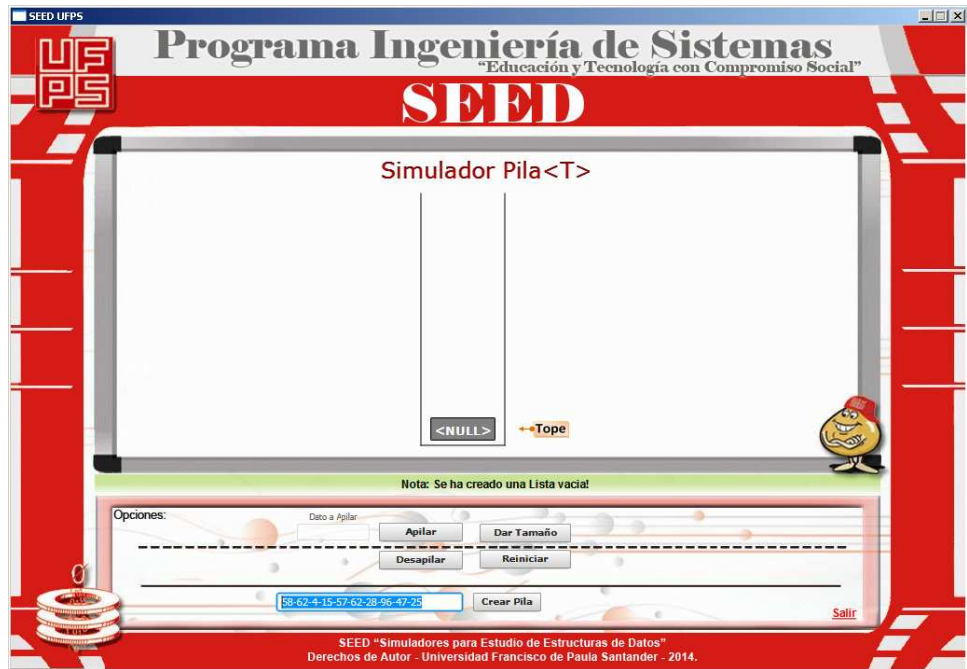 SEED UFPS
UFPS
Programa Ingeniería de Sistemas
“Educación y Tecnología con Compromiso Social”
SEED
Simulador Pila<T>
<NULL>
Tope
Nota: Se ha creado una Lista vacia!
Opciones:
Dato a Apilar
Apilar
Dar Tamaño
Desapilar
Reiniciar
58-62-4-15-57-62-28-96-47-25
Crear Pila
Salir
SEED “Simuladores para Estudio de Estructuras de Datos”
Derechos de Autor - Universidad Francisco de Paula Santander - 2014.